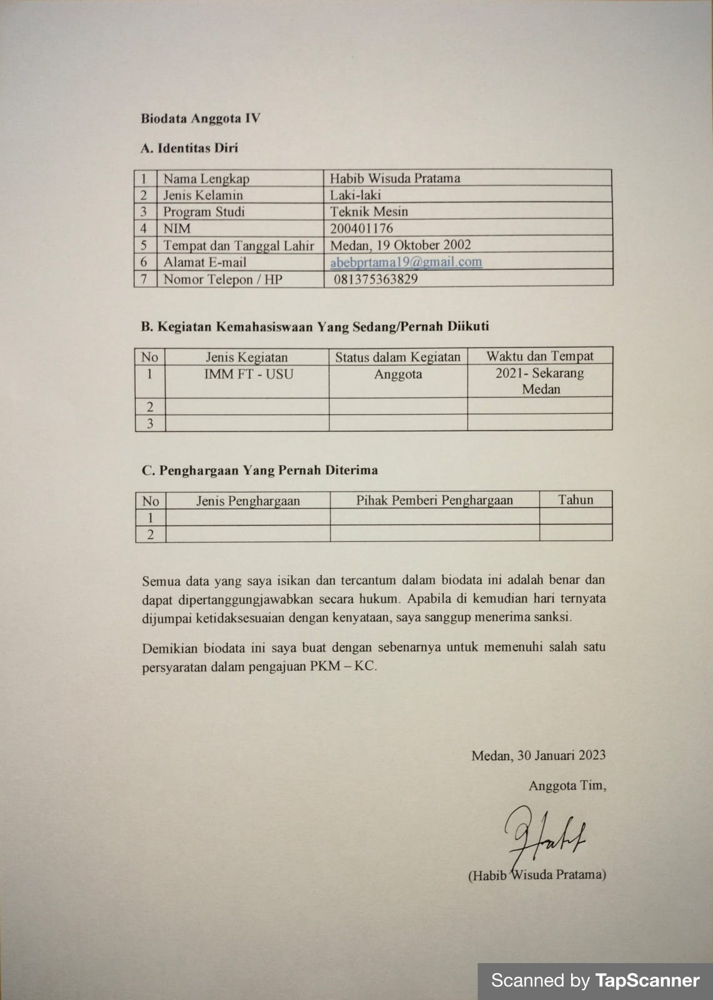 Biodata Anggota IV
A. Identitas Diri
1 Nama Lengkap Habib Wisuda Pratama
2 Jenis Kelamin Laki-laki
3 Program Studi Teknik Mesin
4 NIM 200401176
5 Tempat dan Tanggal Lahir Medan, 19 Oktober 2002
6 Alamat E-mail abebprtama19@gmail.com
7 Nomor Telepon / HP 081375363829
B. Kegiatan Kemahasiswaan Yang Sedang/Pernah Diikuti
No Jenis Kegiatan Status dalam Kegiatan Waktu dan Tempat
1 IMM FT - USU Anggota 2021- Sekarang
Medan
2
3
C. Penghargaan Yang Pernah Diterima
No Jenis Penghargaan Pihak Pemberi Penghargaan Tahun
1
2
Semua data yang saya isikan dan tercantum dalam biodata ini adalah benar dan
dapat dipertanggungjawabkan secara hukum. Apabila di kemudian hari ternyata
dijumpai ketidaksesuaian dengan kenyataan, saya sanggup menerima sanksi.
Demikian biodata ini saya buat dengan sebenarnya untuk memenuhi salah satu
persyaratan dalam pengajuan PKM – KC.
Medan, 30 Januari 2023
Anggota Tim,
(Habib Wisuda Pratama)
Scanned by TapScanner